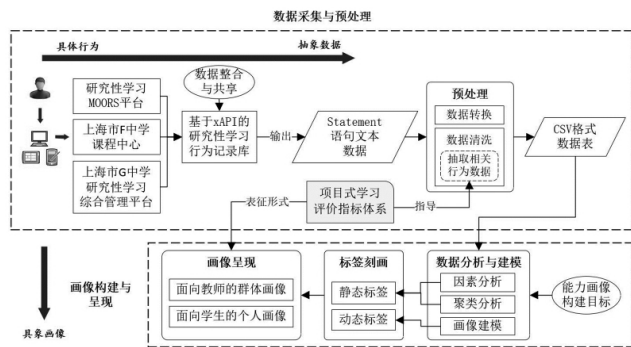 数据采集与预处理
具体行为
抽象数据
研究性学习
MOORS平台
上海市F中学
课程中心
上海市G中学
研究性学习
综合管理平台
数据整合
与共享
基于xAPI的
研究性学习
行为记录库
输出
Statement
语句文本
数据
预处理
数据转换
数据清洗
抽取相关
行为数据
CSV格式
数据表
表征形式
项目式学习
评价指标体系
指导
画像构建与
呈现
具象画像
画像呈现
面向教师的群体画像
面向学生的个人画像
标签刻画
静态标签
动态标签
数据分析与建模
因素分析
聚类分析
画像建模
能力画像
构建目标